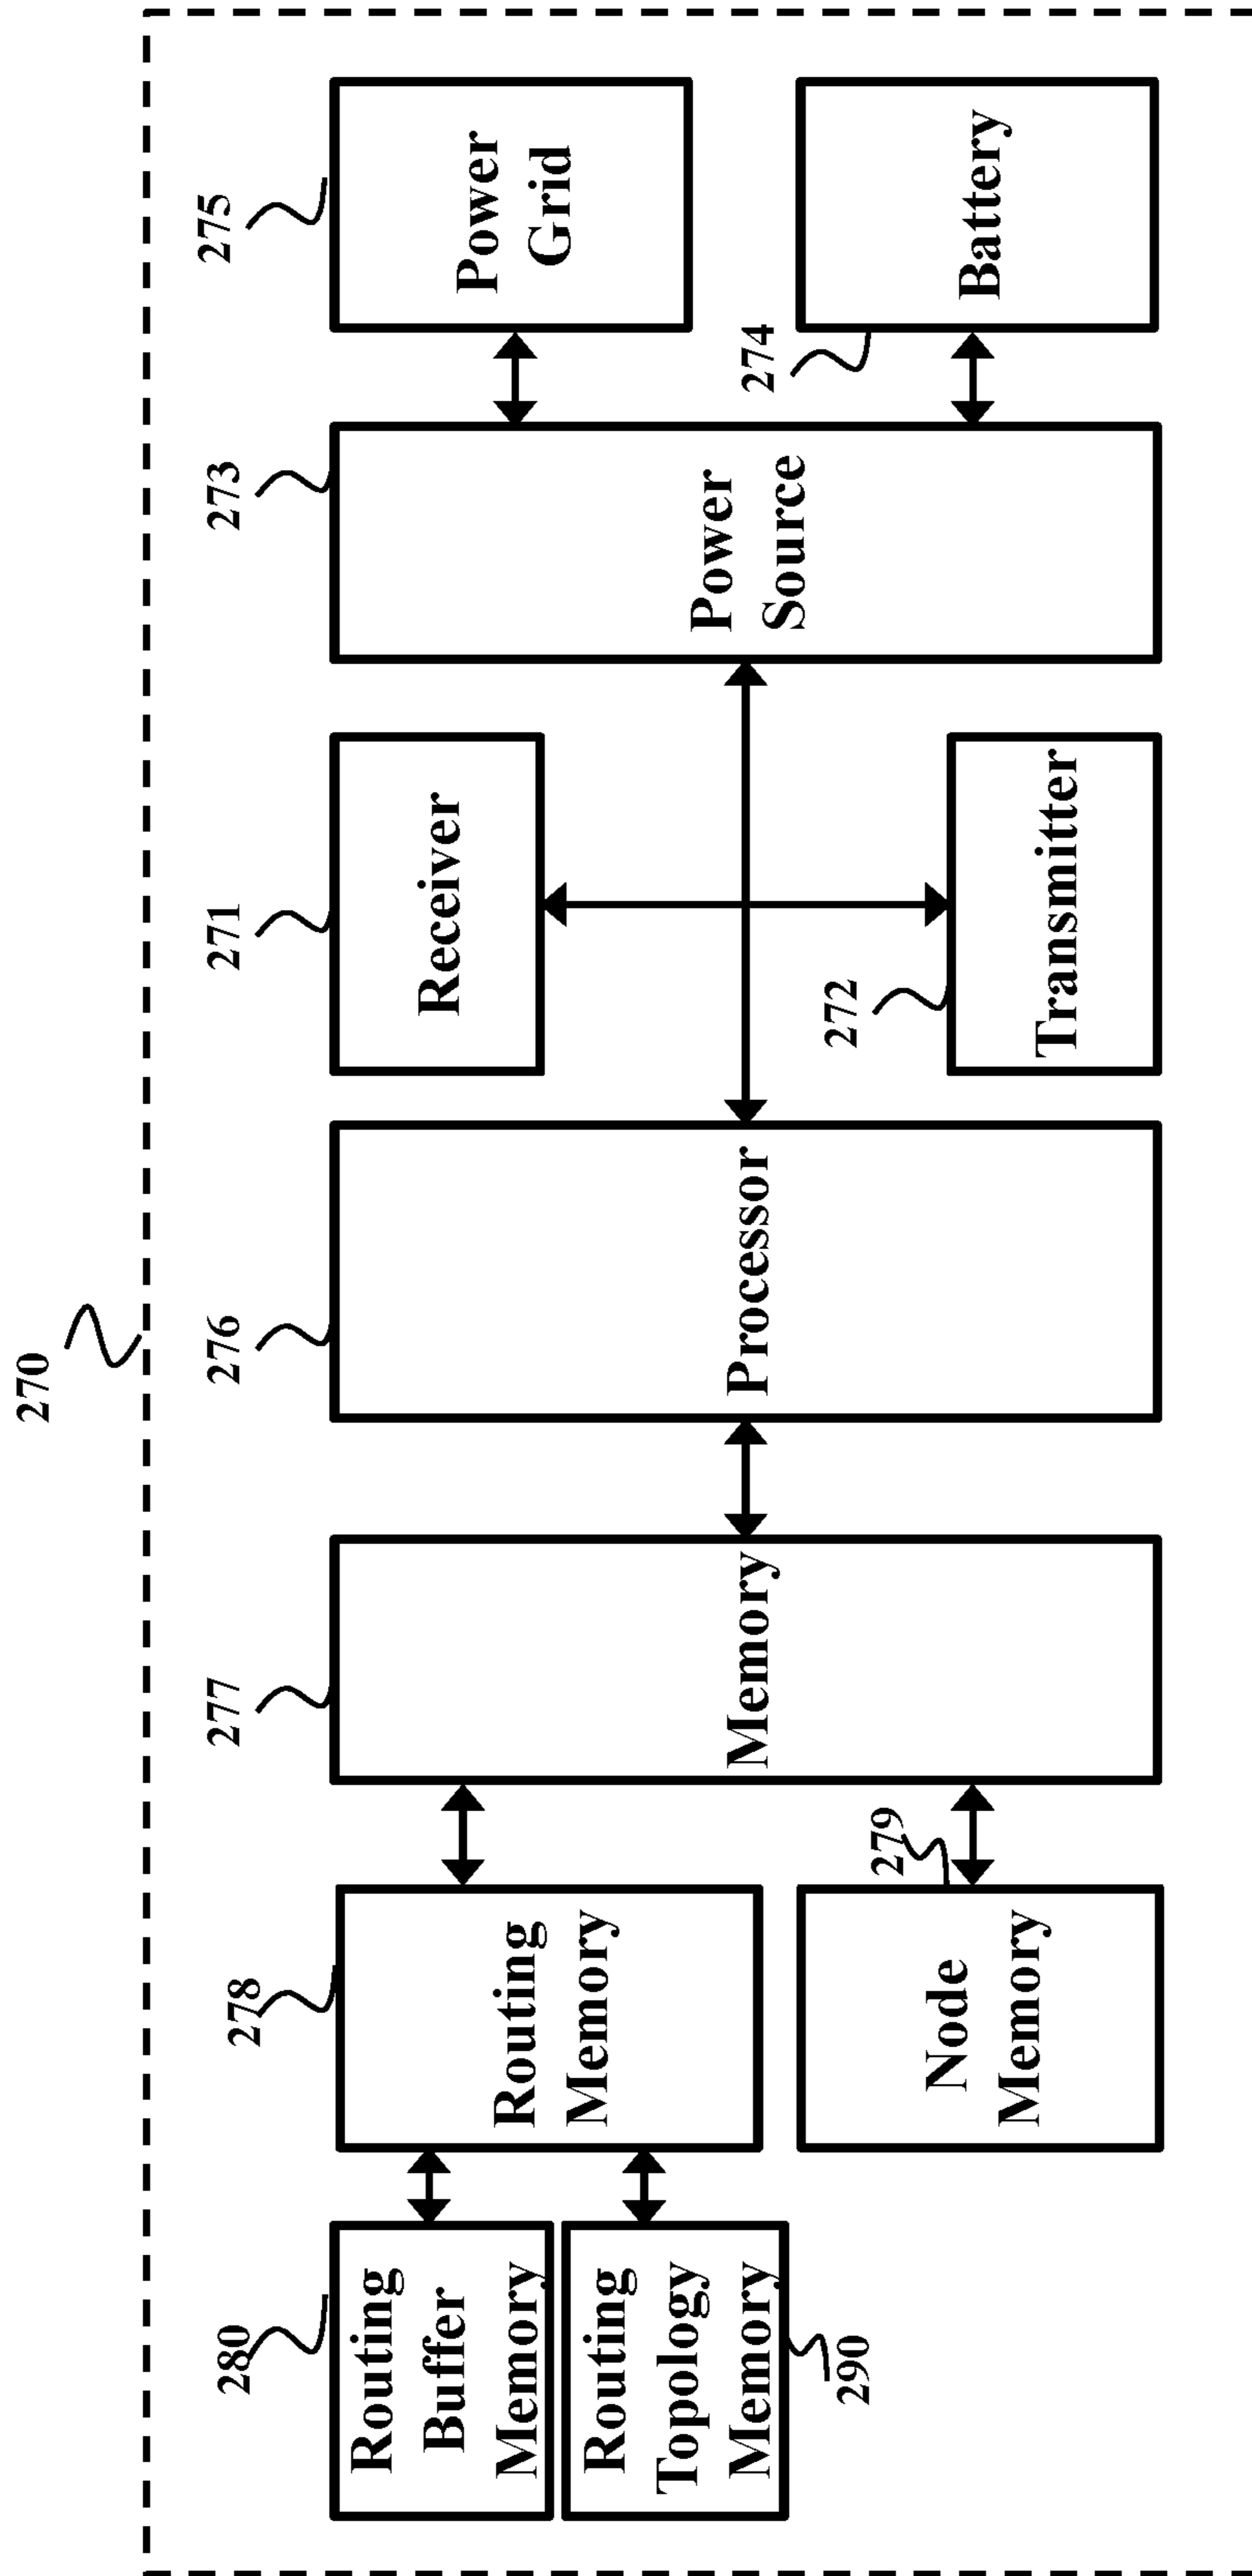 270
280
278
277
276
271
273
275
Routing
Buffer
Memory
Routing
Topology
Memory
290
Routing
Memory
279
Node
Memory
Memory
Processor
Receiver
272
Transmitter
Power
Source
274
Power
Grid
Battery